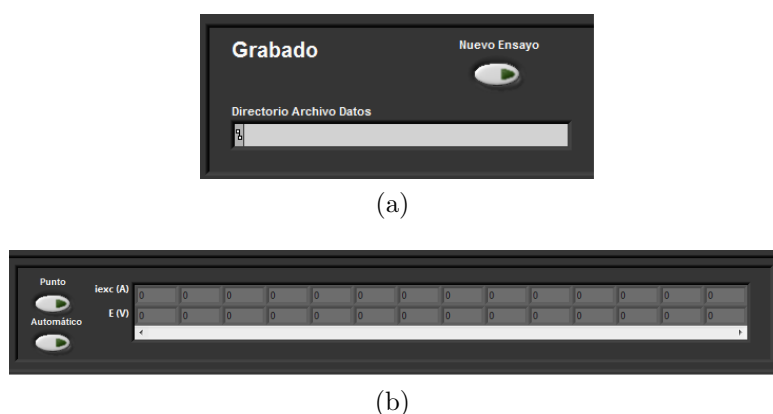 Grabado
Nuevo Ensayo
Directorio Archivo Datos
(a)
Punto
iexc (A) 0 0 0 0 0 0 0 0 0 0 0 0 0 0
Automático
E (V) 0 0 0 0 0 0 0 0 0 0 0 0 0 0
(b)